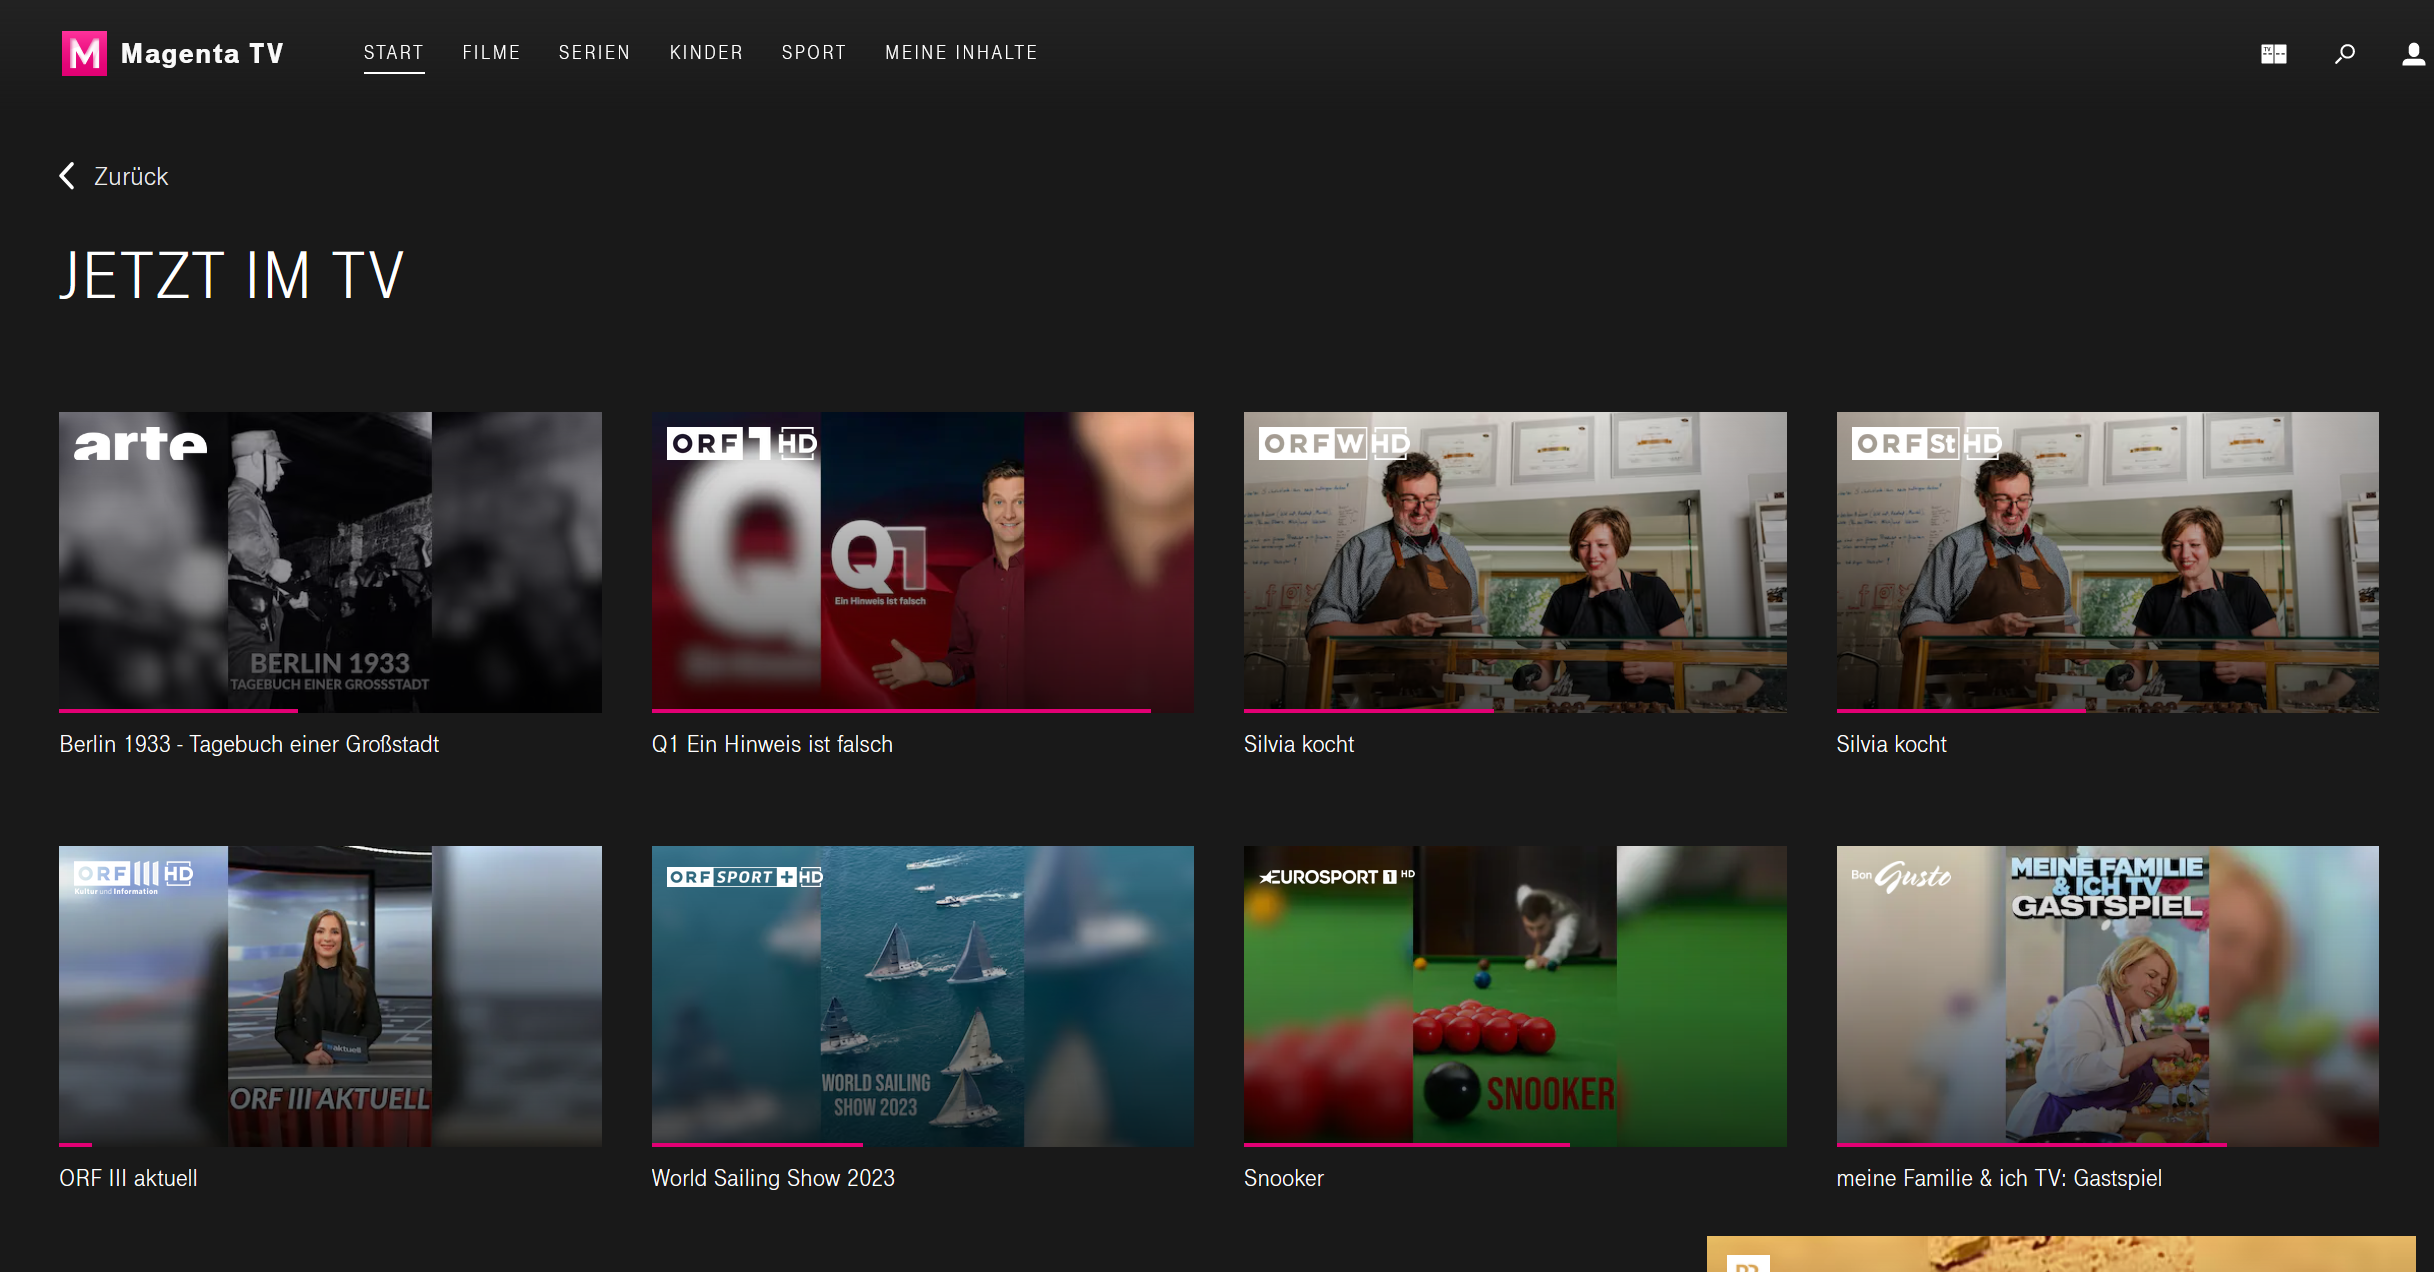 M Magenta TV START FILME SERIEN KINDER SPORT MEINE INHALTE
Zurück
JETZT IM TV
arte
BERLIN 1933
TAGEBUCH EINER GROSSSTADT
Berlin 1933 - Tagebuch einer Großstadt
ORF 1 HD
Q1
Ein Hinweis ist falsch
Q1 Ein Hinweis ist falsch
ORF W HD
Silvia kocht
ORF St HD
Silvia kocht
ORF III HD
Kultur und Information
#aktuell
ORF III AKTUELL
ORF III aktuell
ORF SPORT + HD
WORLD SAILING
SHOW 2023
World Sailing Show 2023
EUROSPORT 1 HD
SNOOKER
Snooker
Bon Gusto
MEINE FAMILIE
& ICH TV
GASTSPIEL
meine Familie & ich TV: Gastspiel